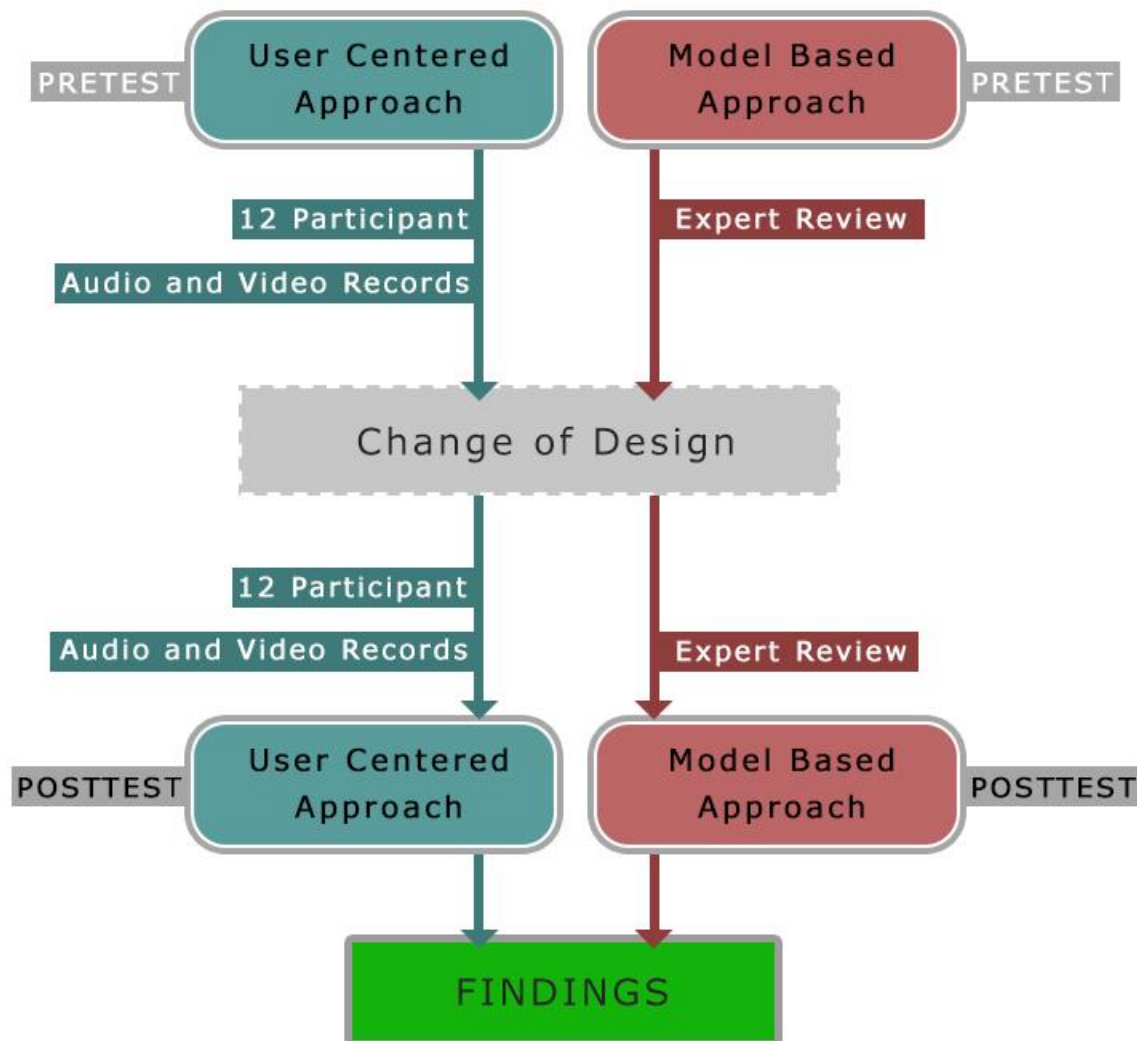 User Centered
Approach
Model Based
Approach
PRETEST
PRETEST
12 Participant
Expert Review
Audio and Video Records
Change of Design
12 Participant
Audio and Video Records
Expert Review
User Centered
Approach
Model Based
Approach
POSTTEST
POSTTEST
FINDINGS